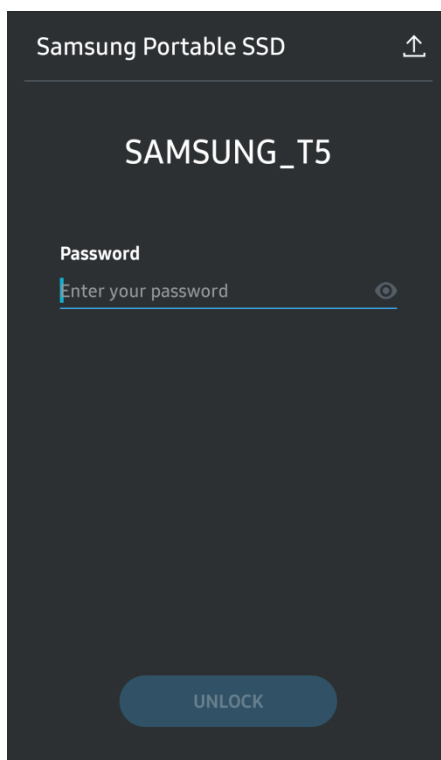 Samsung Portable SSD
SAMSUNG_T5
Password
Enter your password
UNLOCK